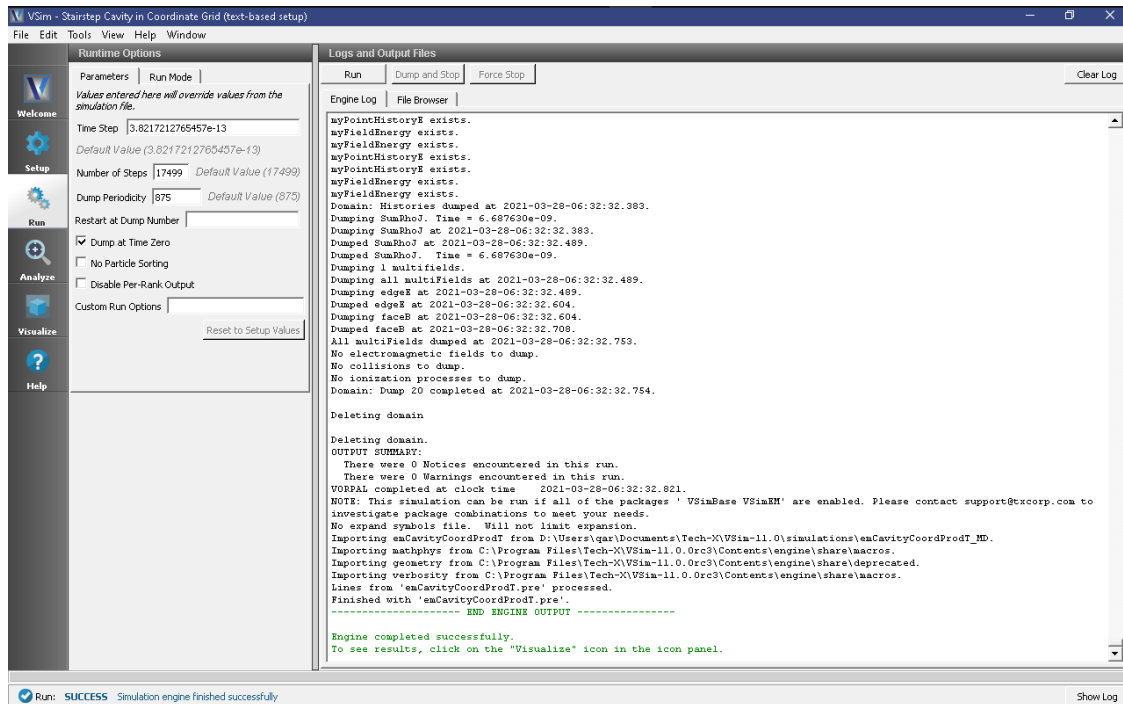 VSim - Stairstep Cavity in Coordinate Grid (text-based setup)
File Edit Tools View Help Window
Welcome
Setup
Run
Analyze
Visualize
Help
Runtime Options
Parameters Run Mode
Values entered here will override values from the
simulation file.
Time Step 3.8217212765457e-13
Default Value (3.8217212765457e-13)
Number of Steps 17499 Default Value (17499)
Dump Periodicity 875 Default Value (875)
Restart at Dump Number
Dump at Time Zero
No Particle Sorting
Disable Per-Rank Output
Custom Run Options
Reset to Setup Values
Logs and Output Files
Run Dump and Stop Force Stop Clear Log
Engine Log File Browser
myPointHistoryE exists.
myFieldEnergy exists.
myPointHistoryE exists.
myPointHistoryE exists.
myFieldEnergy exists.
myFieldEnergy exists.
Domain: Histories dumped at 2021-03-28-06:32:32.383.
Dumping SumRhoJ. Time = 6.687630e-09.
Dumping SumRhoJ at 2021-03-28-06:32:32.383.
Dumped SumRhoJ at 2021-03-28-06:32:32.489.
Dumped SumRhoJ. Time = 6.687630e-09.
Dumping 1 multifields.
Dumping all multiFields at 2021-03-28-06:32:32.489.
Dumping edgeE at 2021-03-28-06:32:32.489.
Dumped edgeE at 2021-03-28-06:32:32.604.
Dumping faceB at 2021-03-28-06:32:32.604.
Dumped faceB at 2021-03-28-06:32:32.708.
All multiFields dumped at 2021-03-28-06:32:32.753.
No electromagnetic fields to dump.
No collisions to dump.
No ionization processes to dump.
Domain: Dump 20 completed at 2021-03-28-06:32:32.754.
Deleting domain
Deleting domain.
OUTPUT SUMMARY:
There were 0 Notices encountered in this run.
There were 0 Warnings encountered in this run.
VORPAL completed at clock time 2021-03-28-06:32:32.821.
NOTE: This simulation can be run if all of the packages ' VSimBase VSimEM' are enabled. Please contact support@txcorp.com to
investigate package combinations to meet your needs.
No expand symbols file. Will not limit expansion.
Importing emCavityCoordProdT from D:\Users\qar\Documents\Tech-X\VSim-11.0\simulations\emCavityCoordProdT_MD.
Importing mathphys from C:\Program Files\Tech-X\VSim-11.0.0rc3\Contents\engine\share\macros.
Importing geometry from C:\Program Files\Tech-X\VSim-11.0.0rc3\Contents\engine\share\deprecated.
Importing verbosity from C:\Program Files\Tech-X\VSim-11.0.0rc3\Contents\engine\share\macros.
Lines from 'emCavityCoordProdT.pre' processed.
Finished with 'emCavityCoordProdT.pre'.
--------------------- END ENGINE OUTPUT ----------------
Engine completed successfully.
To see results, click on the "Visualize" icon in the icon panel.
Run: SUCCESS Simulation engine finished successfully Show Log